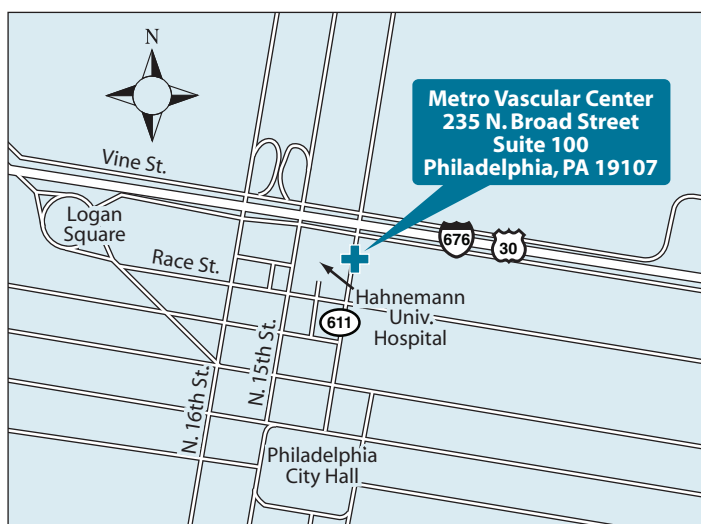 N
Metro Vascular Center
235 N. Broad Street
Suite 100
Philadelphia, PA 19107
Vine St.
Logan
Square
676
30
Race St.
Hahnemann
Univ.
Hospital
611
N. 16th St.
N. 15th St.
Philadelphia
City Hall